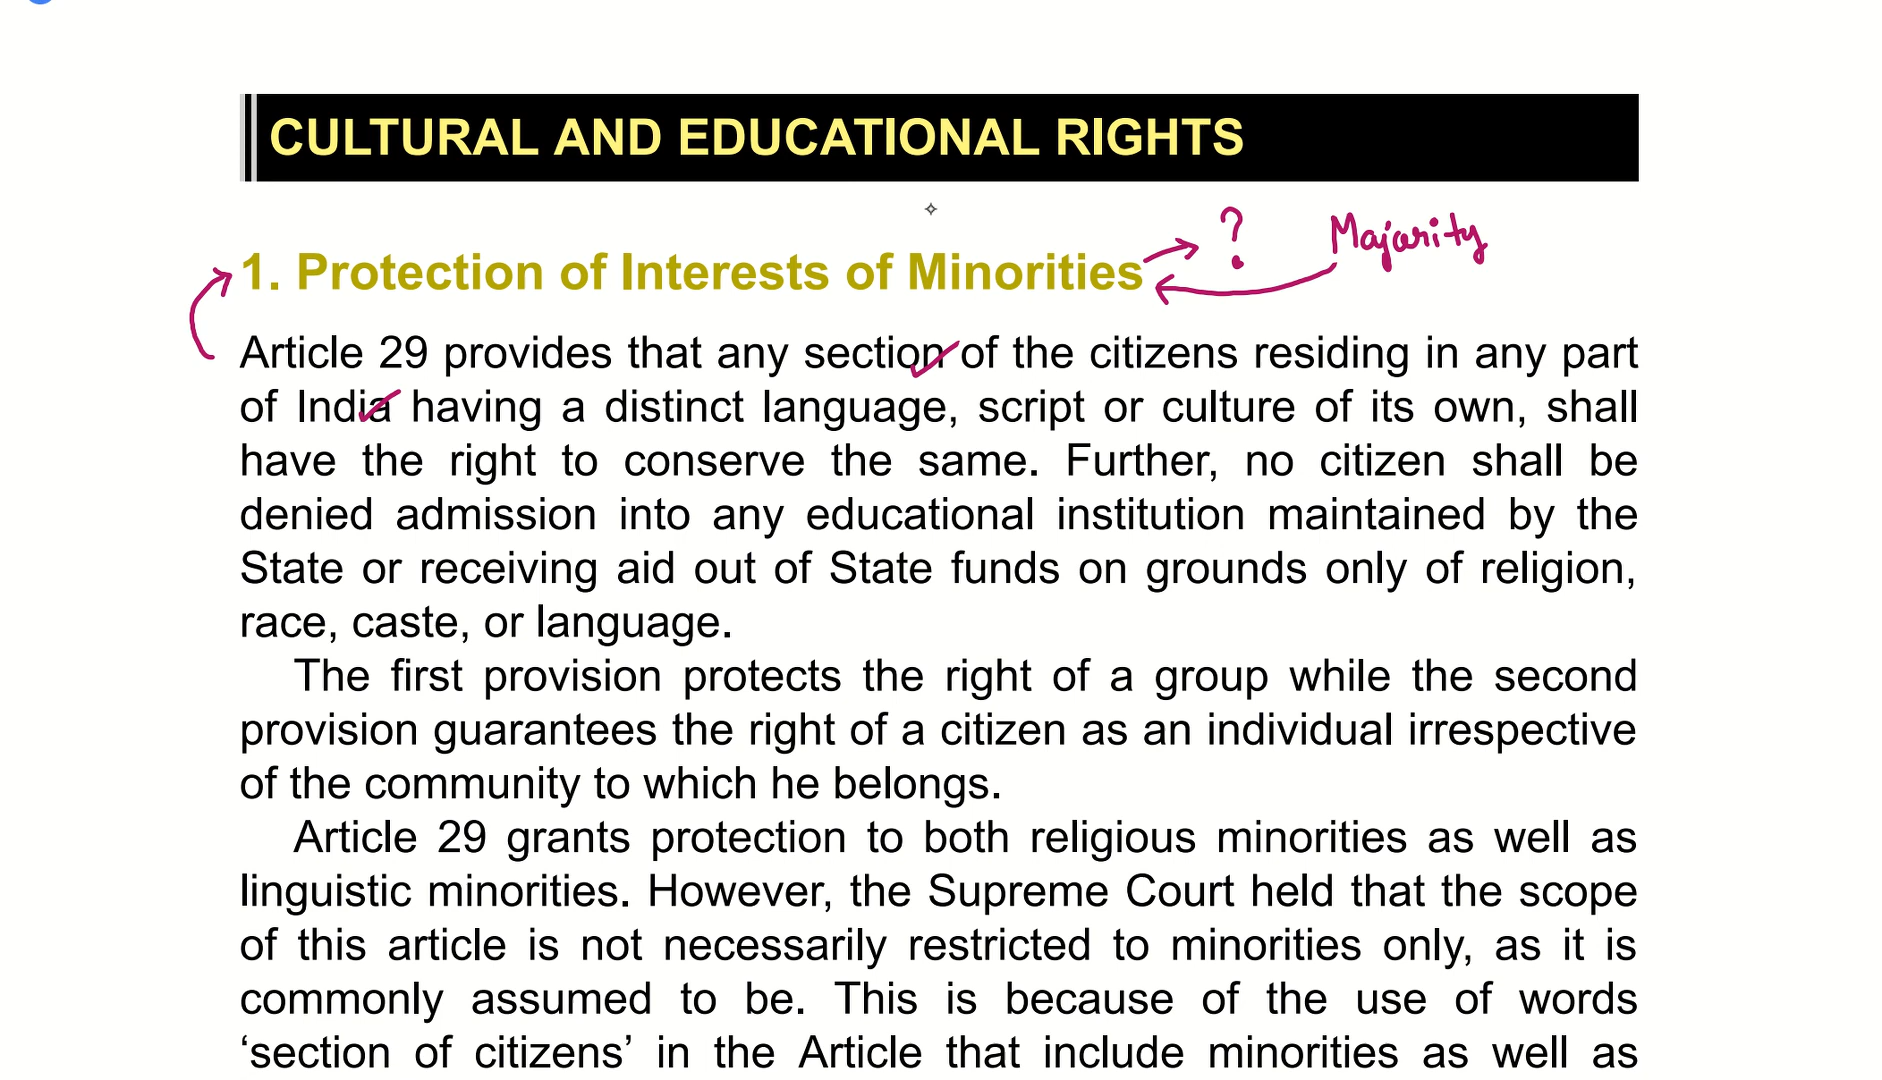 CULTURAL AND EDUCATIONAL RIGHTS
1. Protection of Interests of Minorities ? Majority
Article 29 provides that any section of the citizens residing in any part
of India having a distinct language, script or culture of its own, shall
have the right to conserve the same. Further, no citizen shall be
denied admission into any educational institution maintained by the
State or receiving aid out of State funds on grounds only of religion,
race, caste, or language.
The first provision protects the right of a group while the second
provision guarantees the right of a citizen as an individual irrespective
of the community to which he belongs.
Article 29 grants protection to both religious minorities as well as
linguistic minorities. However, the Supreme Court held that the scope
of this article is not necessarily restricted to minorities only, as it is
commonly assumed to be. This is because of the use of words
‘section of citizens’ in the Article that include minorities as well as